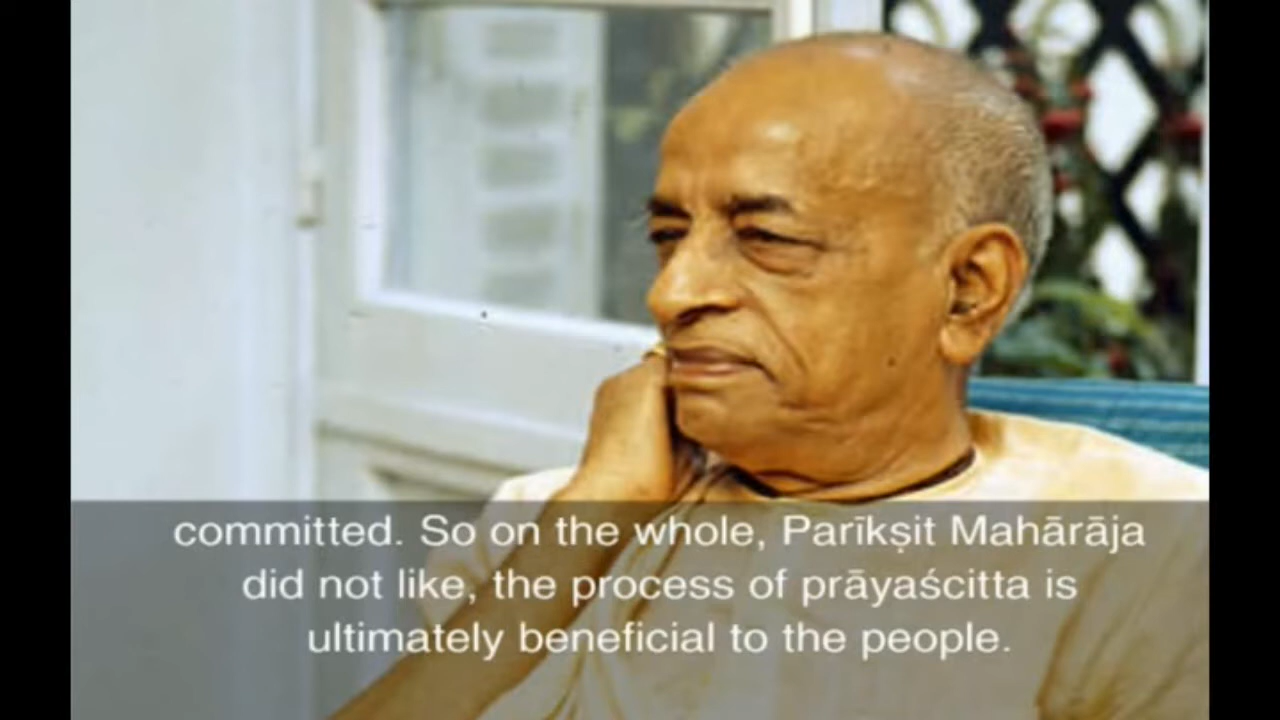 committed. So on the whole, Parīkṣit Mahārāja
did not like, the process of prāyaścitta is
ultimately beneficial to the people.